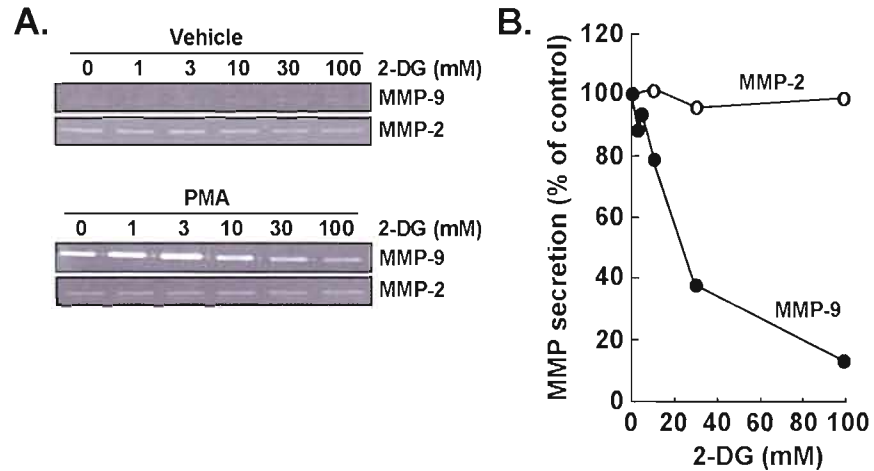 A.
Vehicle
0 1 3 10 30 100 2-DG (mM)
MMP-9
MMP-2
PMA
0 1 3 10 30 100 2-DG (mM)
MMP-9
MMP-2
B.
MMP secretion (% of control)
120
100
80
60
40
20
0
MMP-2
MMP-9
0 20 40 60 80 100
2-DG (mM)